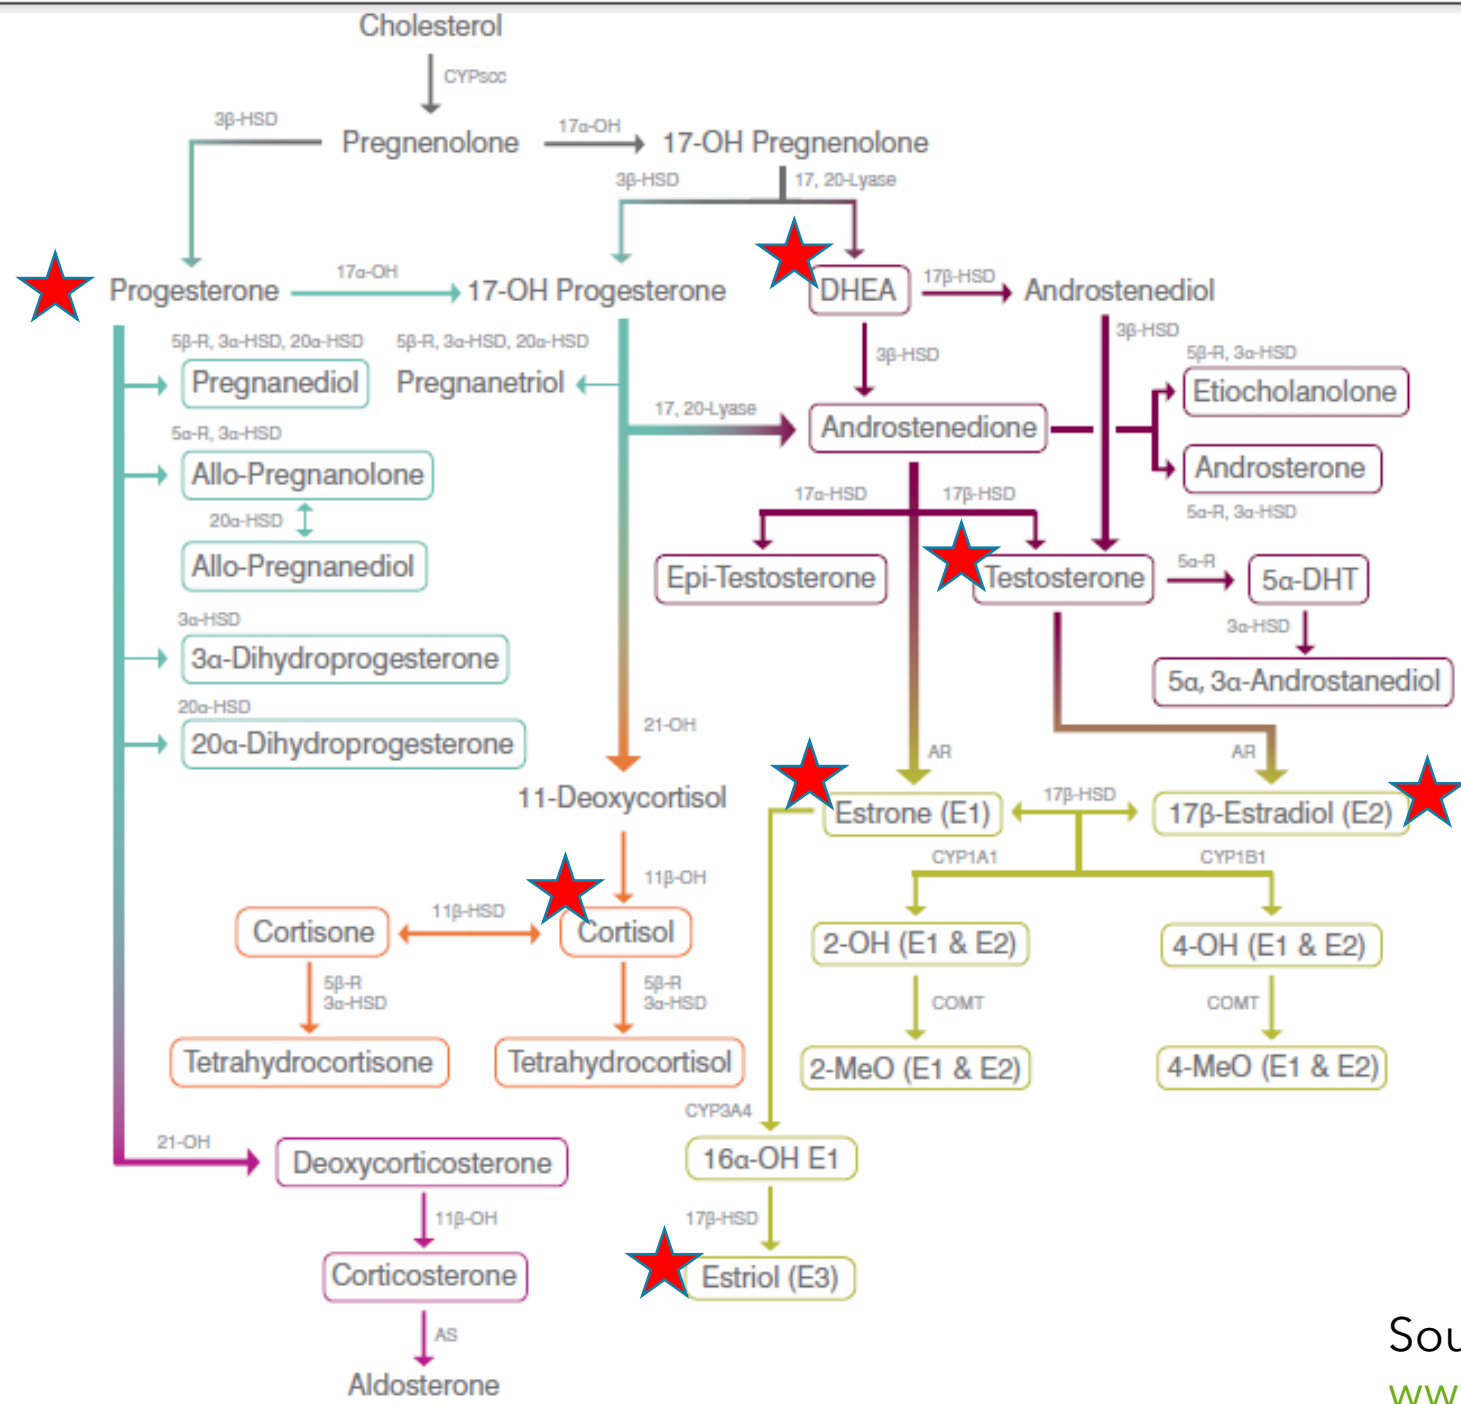 Cholesterol
CYPscc
3β-HSD
Pregnenolone
17α-OH
17-OH Pregnenolone
3β-HSD
17, 20-Lyase
Progesterone
17α-OH
17-OH Progesterone
DHEA
17β-HSD
Androstenediol
3β-HSD
3β-HSD
5β-R, 3α-HSD, 20α-HSD
Pregnanediol
5β-R, 3α-HSD, 20α-HSD
Pregnanetriol
5β-R, 3α-HSD
Etiocholanolone
17, 20-Lyase
Androstenedione
5α-R, 3α-HSD
Allo-Pregnanolone
Androsterone
5α-R, 3α-HSD
20α-HSD
17α-HSD
17β-HSD
Allo-Pregnanediol
Epi-Testosterone
Testosterone
5α-R
5α-DHT
3α-HSD
3α-HSD
3α-Dihydroprogesterone
5α, 3α-Androstanediol
20α-HSD
20α-Dihydroprogesterone
21-OH
AR
AR
11-Deoxycortisol
Estrone (E1)
17β-HSD
17β-Estradiol (E2)
CYP1A1
CYP1B1
11β-OH
Cortisone
11β-HSD
Cortisol
2-OH (E1 & E2)
4-OH (E1 & E2)
5β-R
3α-HSD
5β-R
3α-HSD
COMT
COMT
Tetrahydrocortisone
Tetrahydrocortisol
2-MeO (E1 & E2)
4-MeO (E1 & E2)
CYP3A4
21-OH
Deoxycorticosterone
16α-OH E1
11β-OH
17β-HSD
Corticosterone
Estriol (E3)
AS
Aldosterone
Sou